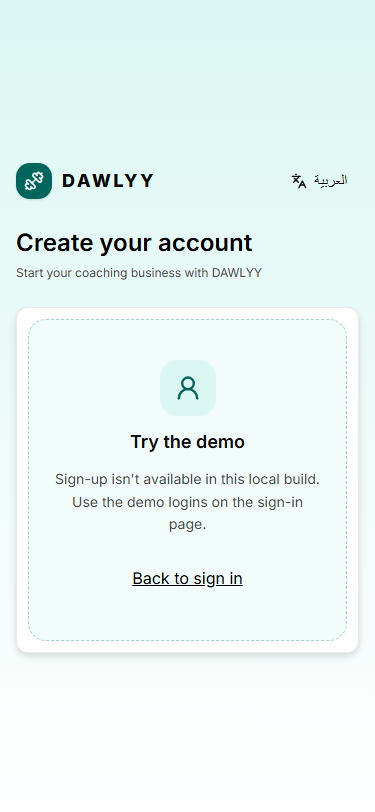 DAWLYY
العربية
Create your account
Start your coaching business with DAWLYY
Try the demo
Sign-up isn't available in this local build.
Use the demo logins on the sign-in
page.
Back to sign in